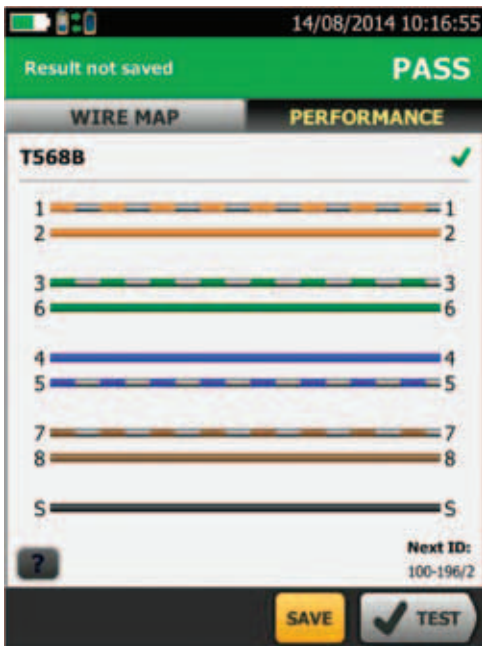 14/08/2014 10:16:55
Result not saved PASS
WIRE MAP PERFORMANCE
T568B
1 1
2 2
3 3
6 6
4 4
5 5
7 7
8 8
S S
Next ID:
? 100-196/2
SAVE TEST